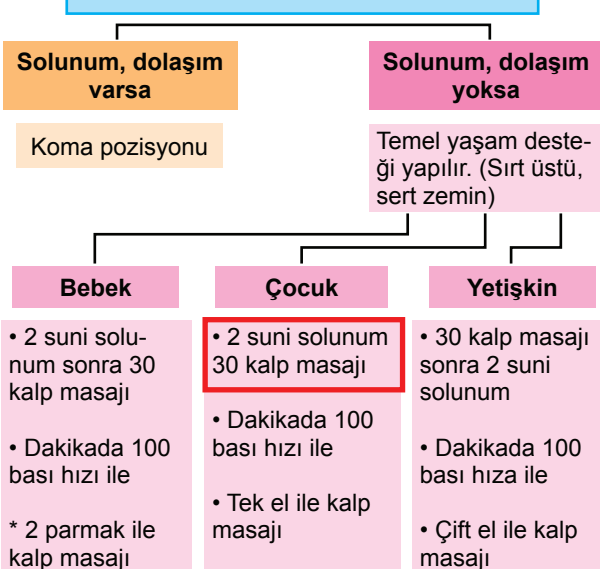 Solunum, dolaşım
varsa
Solunum, dolaşım
yoksa
Koma pozisyonu
Temel yaşam deste-
ği yapılır. (Sırt üstü,
sert zemin)
Bebek
Çocuk
Yetişkin
• 2 suni solu-
num sonra 30
kalp masajı
• Dakikada 100
bası hızı ile
* 2 parmak ile
kalp masajı
• 2 suni solunum
30 kalp masajı
• Dakikada 100
bası hızı ile
• Tek el ile kalp
masajı
• 30 kalp masajı
sonra 2 suni
solunum
• Dakikada 100
bası hıza ile
• Çift el ile kalp
masajı